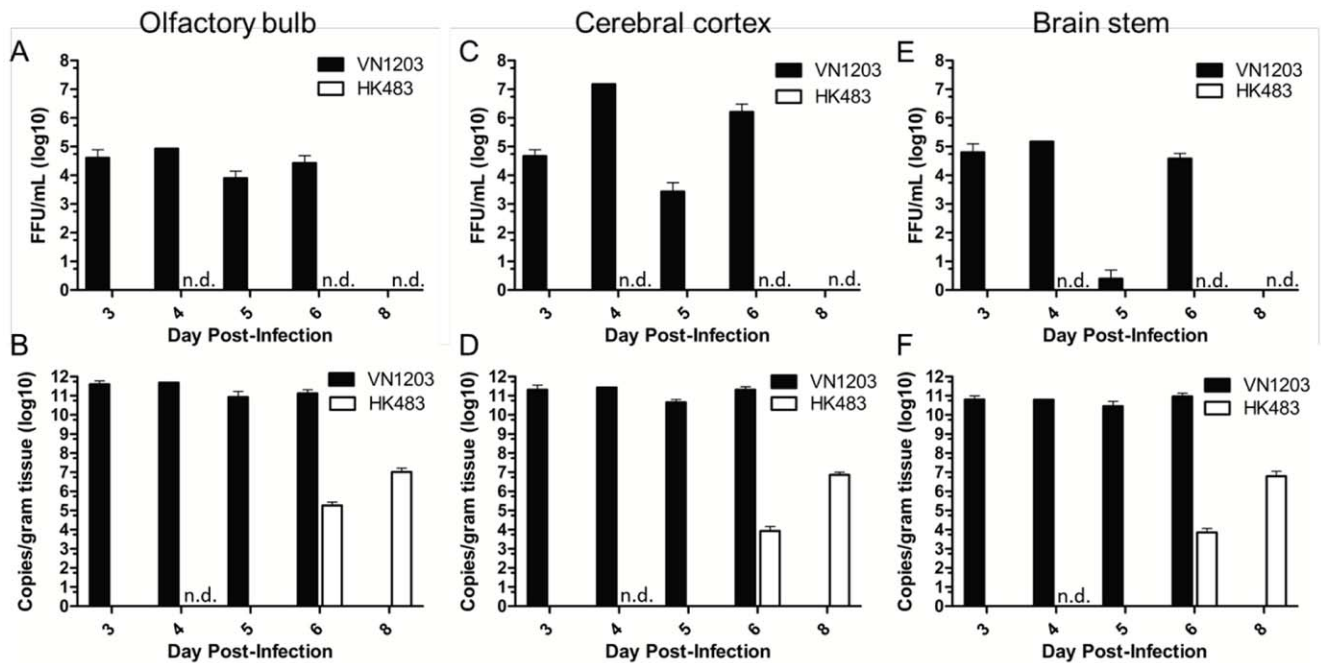 Olfactory bulb
Cerebral cortex
Brain stem
A
FFU/mL (log10)
8
7
6
5
4
3
2
1
0
VN1203
HK483
n.d.
n.d.
n.d.
3
4
5
6
8
Day Post-Infection
C
FFU/mL (log10)
8
7
6
5
4
3
2
1
0
VN1203
HK483
n.d.
n.d.
n.d.
3
4
5
6
8
Day Post-Infection
E
FFU/mL (log10)
8
7
6
5
4
3
2
1
0
VN1203
HK483
n.d.
n.d.
n.d.
3
4
5
6
8
Day Post-Infection
B
Copies/gram tissue (log10)
12
11
10
9
8
7
6
5
4
3
2
1
0
VN1203
HK483
n.d.
3
4
5
6
8
Day Post-Infection
D
Copies/gram tissue (log10)
12
11
10
9
8
7
6
5
4
3
2
1
0
VN1203
HK483
n.d.
3
4
5
6
8
Day Post-Infection
F
Copies/gram tissue (log10)
12
11
10
9
8
7
6
5
4
3
2
1
0
VN1203
HK483
n.d.
3
4
5
6
8
Day Post-Infection